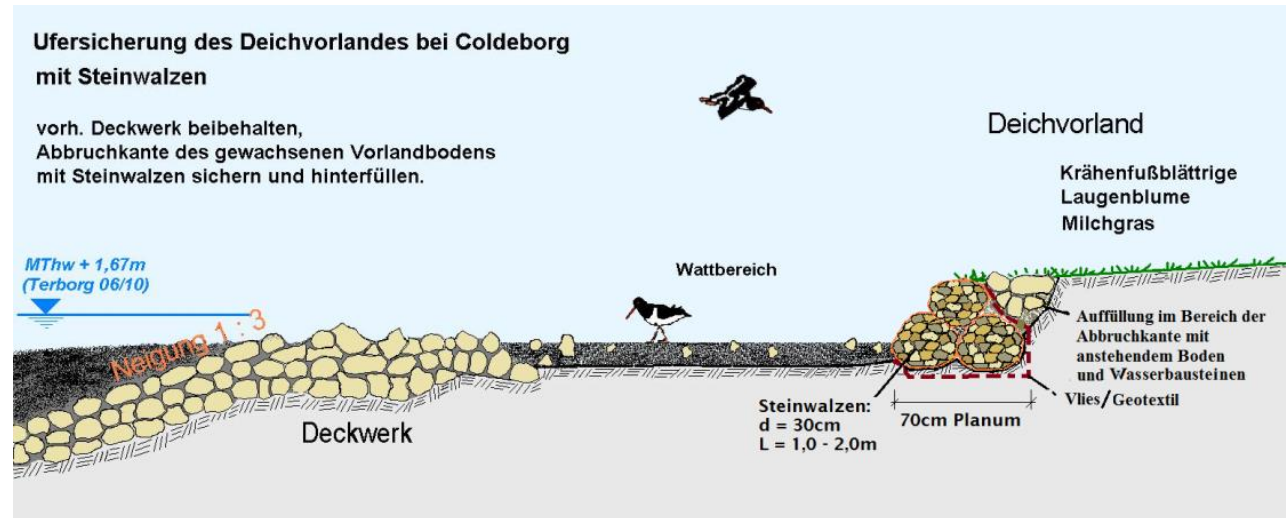 Ufersicherung des Deichvorlandes bei Coldeborg
mit Steinwalzen
vorh. Deckwerk beibehalten,
Abbruchkante des gewachsenen Vorlandbodens
mit Steinwalzen sichern und hinterfüllen.
Deichvorland
Krähenfußblättrige
Laugenblume
Milchgras
MThw + 1,67m
(Terborg 06/10)
Neigung 1 : 3
Wattbereich
Auffüllung im Bereich der
Abbruchkante mit
anstehendem Boden
und Wasserbausteinen
Vlies/Geotextil
Steinwalzen:
d = 30cm
L = 1,0 - 2,0m
70cm Planum
Deckwerk